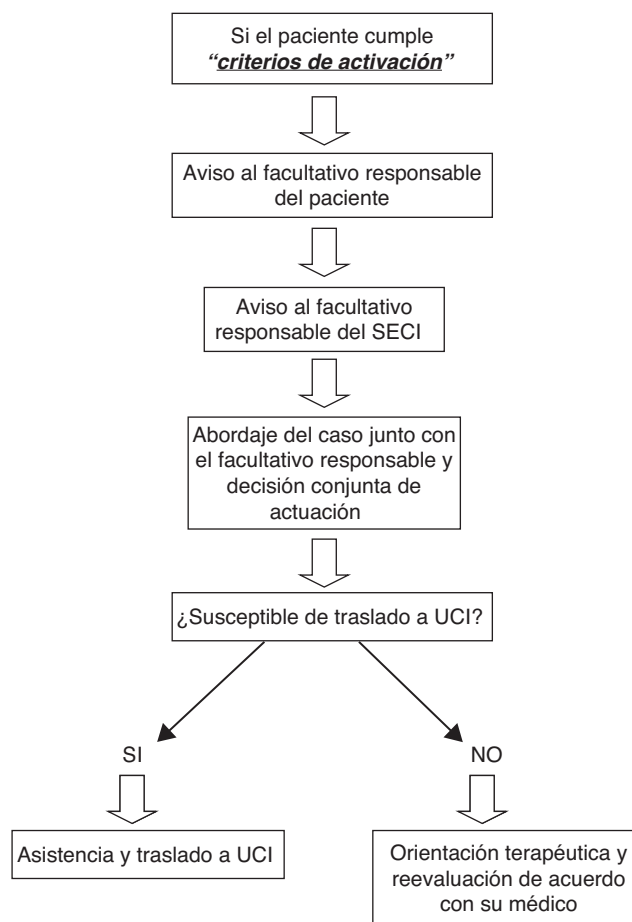 Si el paciente cumple
“criterios de activación”
Aviso al facultativo responsable
del paciente
Aviso al facultativo
responsable del SECI
Abordaje del caso junto con
el facultativo responsable y
decisión conjunta de
actuación
¿Susceptible de traslado a UCI?
SI
NO
Asistencia y traslado a UCI
Orientación terapéutica y
reevaluación de acuerdo
con su médico